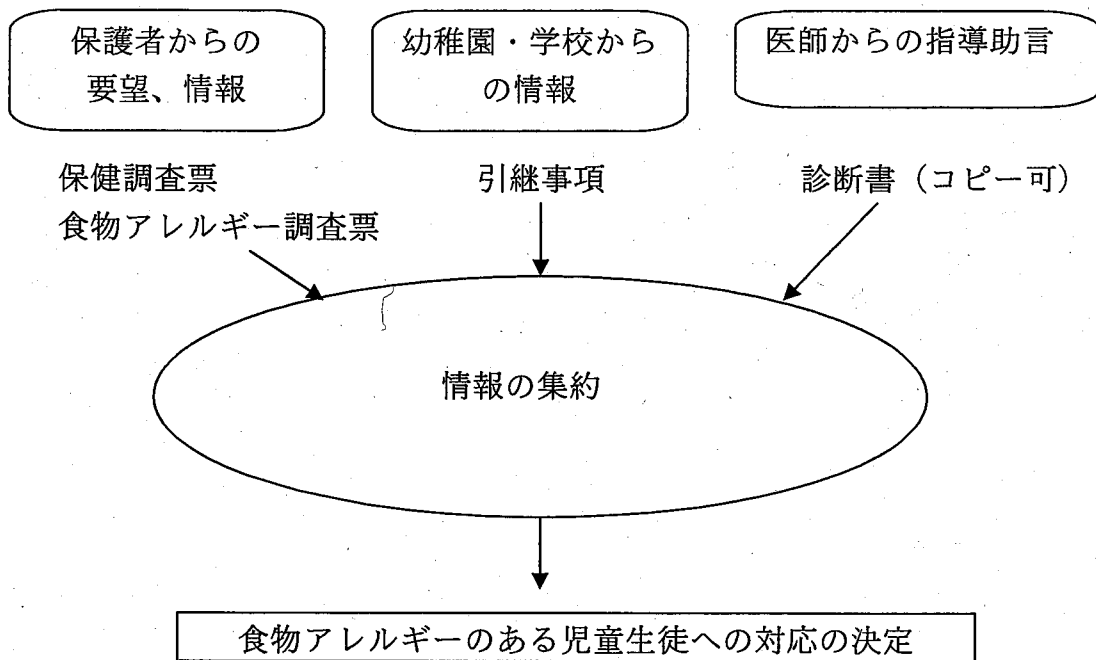 保護者からの
要望、情報
幼稚園・学校から
の情報
医師からの指導助言
保健調査票
食物アレルギー調査票
引継事項
診断書（コピー可）
情報の集約
食物アレルギーのある児童生徒への対応の決定